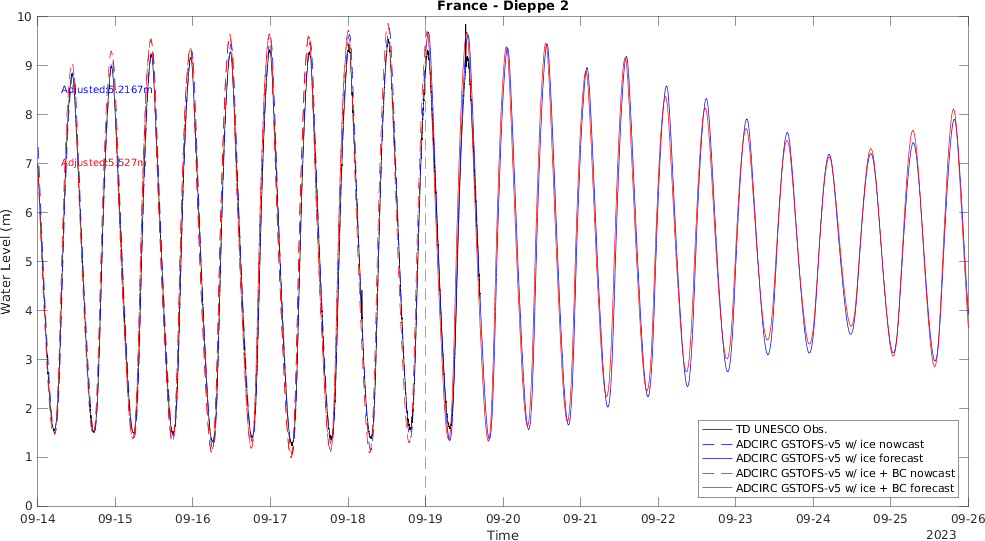 France - Dieppe 2
10
9
8
7
6
5
4
3
2
1
0
Water Level (m)
Adjusted:5.2167m
Adjusted:5.527m
TD UNESCO Obs.
ADCIRC GSTOFS-v5 w/ ice nowcast
ADCIRC GSTOFS-v5 w/ ice forecast
ADCIRC GSTOFS-v5 w/ ice + BC nowcast
ADCIRC GSTOFS-v5 w/ ice + BC forecast
09-14 09-15 09-16 09-17 09-18 09-19 09-20 09-21 09-22 09-23 09-24 09-25 09-26
Time
2023